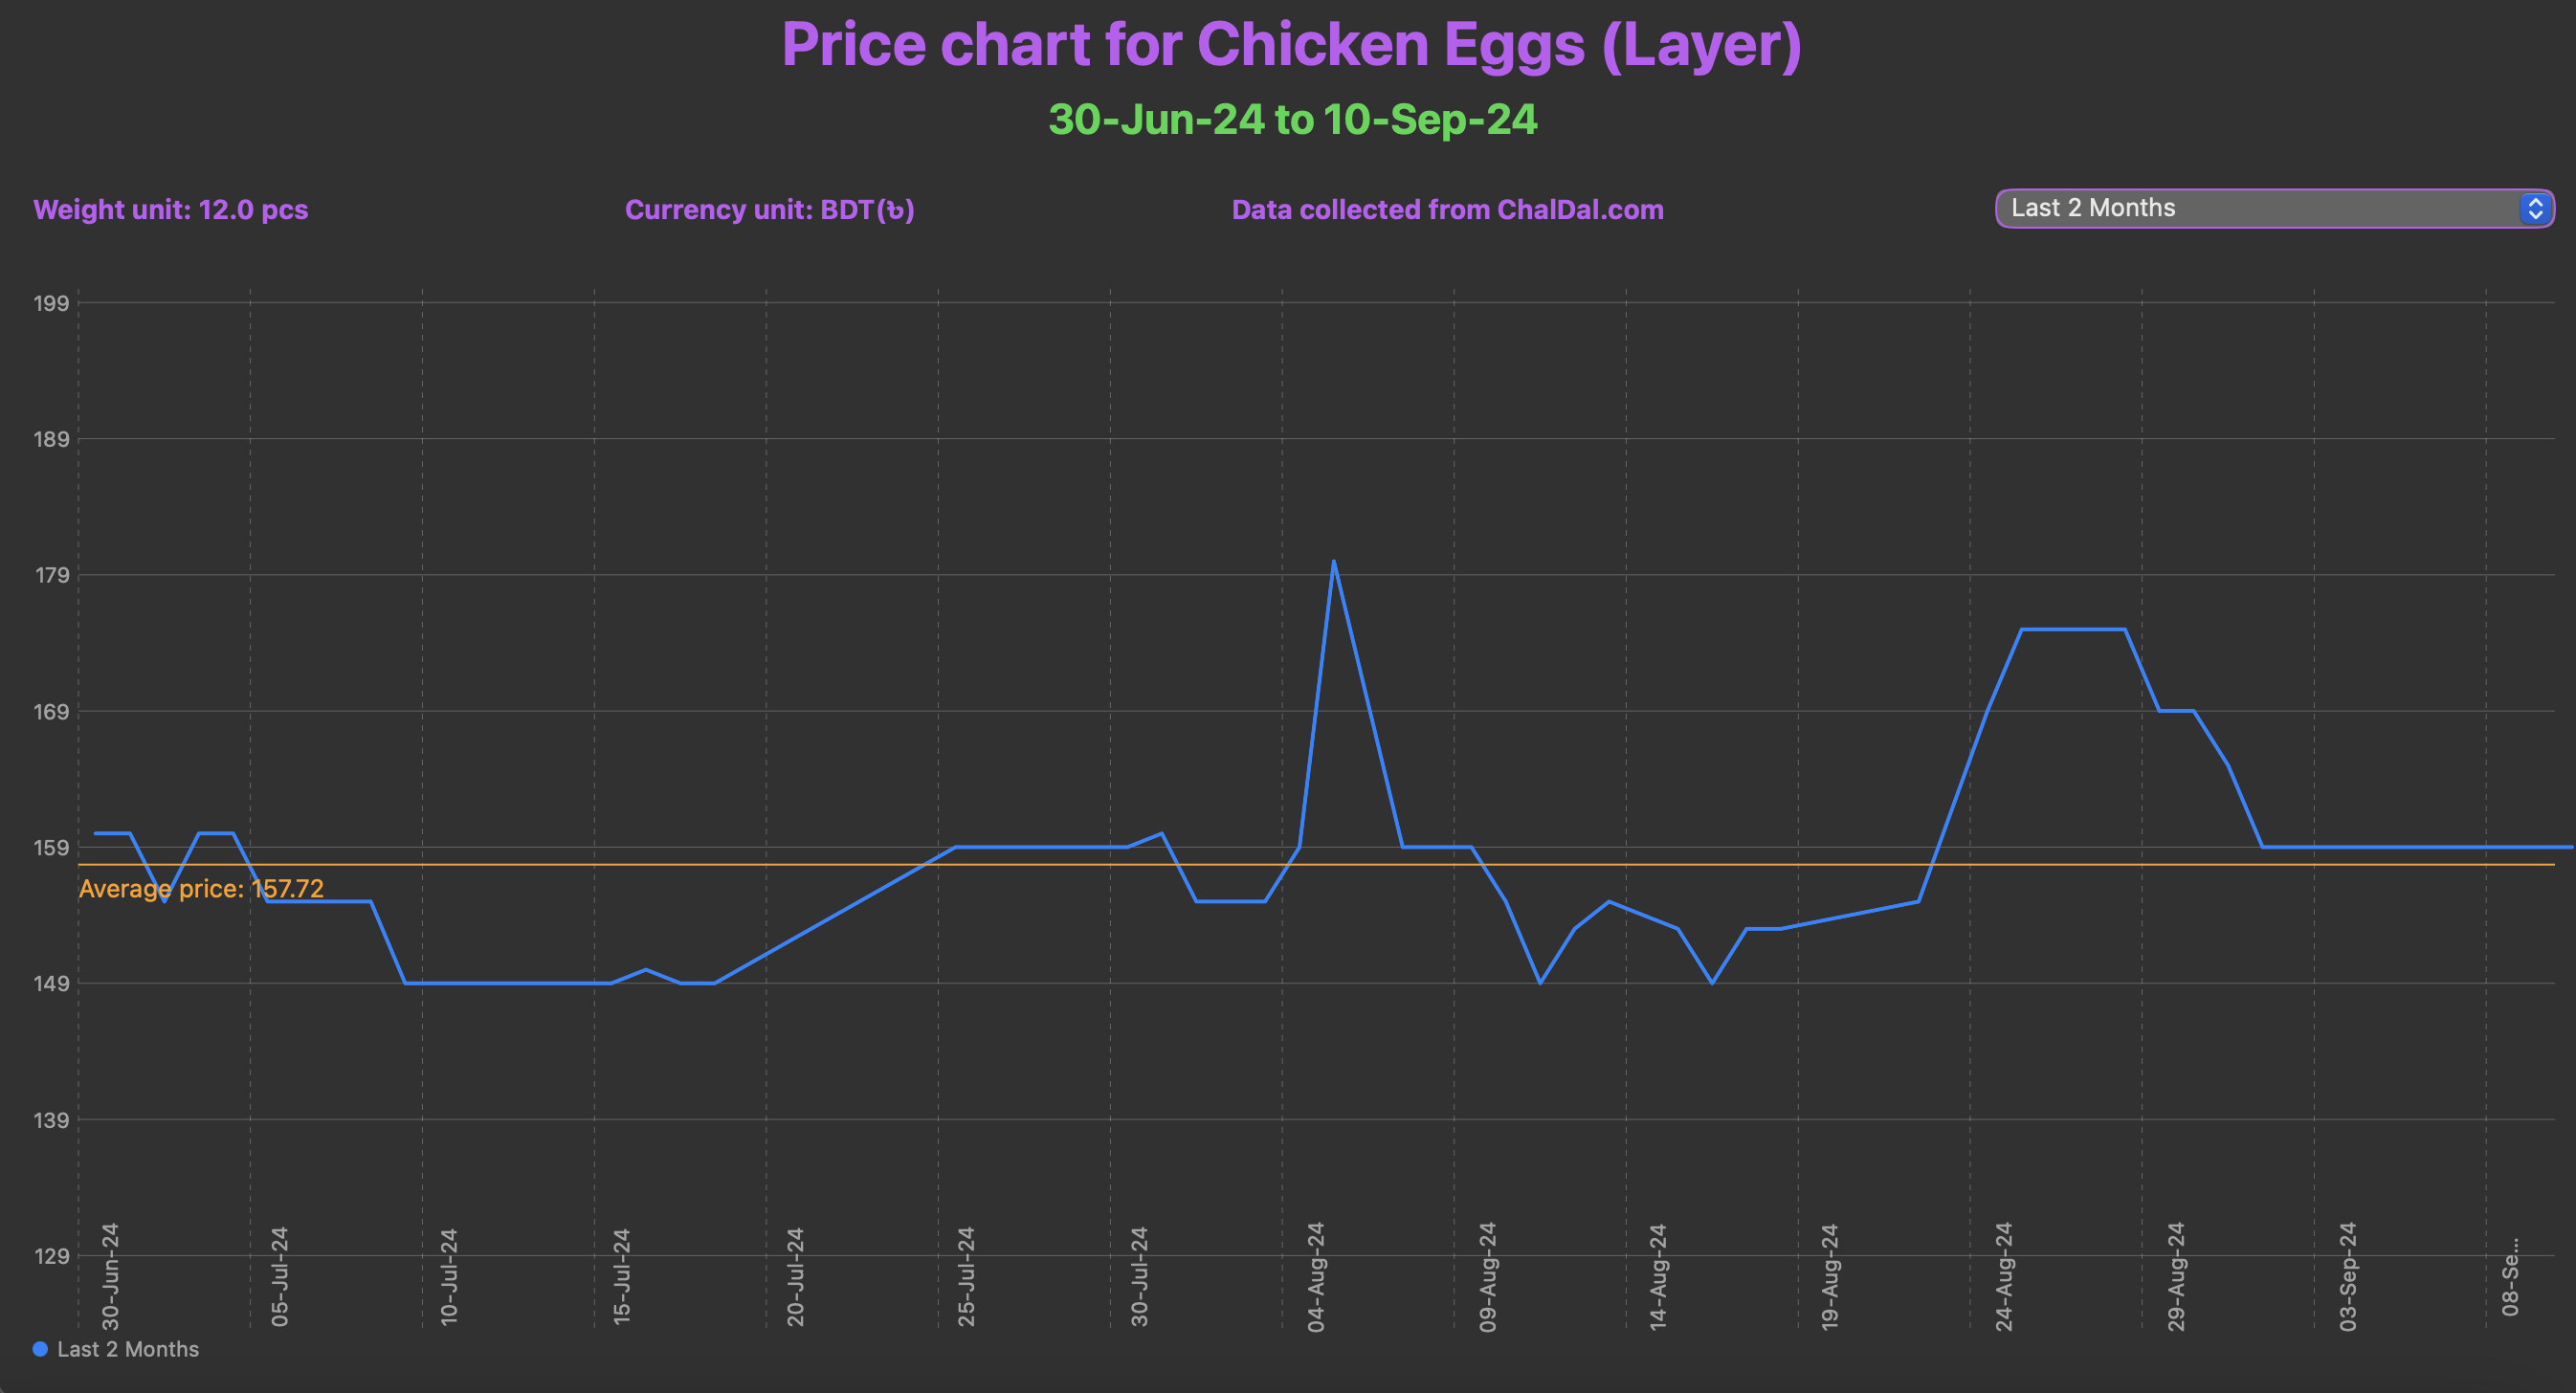 Price chart for Chicken Eggs (Layer)
30-Jun-24 to 10-Sep-24
Weight unit: 12.0 pcs
Currency unit: BDT(৳)
Data collected from ChalDal.com
Last 2 Months
199
189
179
169
159
149
139
129
Average price: 157.72
30-Jun-24
05-Jul-24
10-Jul-24
15-Jul-24
20-Jul-24
25-Jul-24
30-Jul-24
04-Aug-24
09-Aug-24
14-Aug-24
19-Aug-24
24-Aug-24
29-Aug-24
03-Sep-24
08-Se...
Last 2 Months